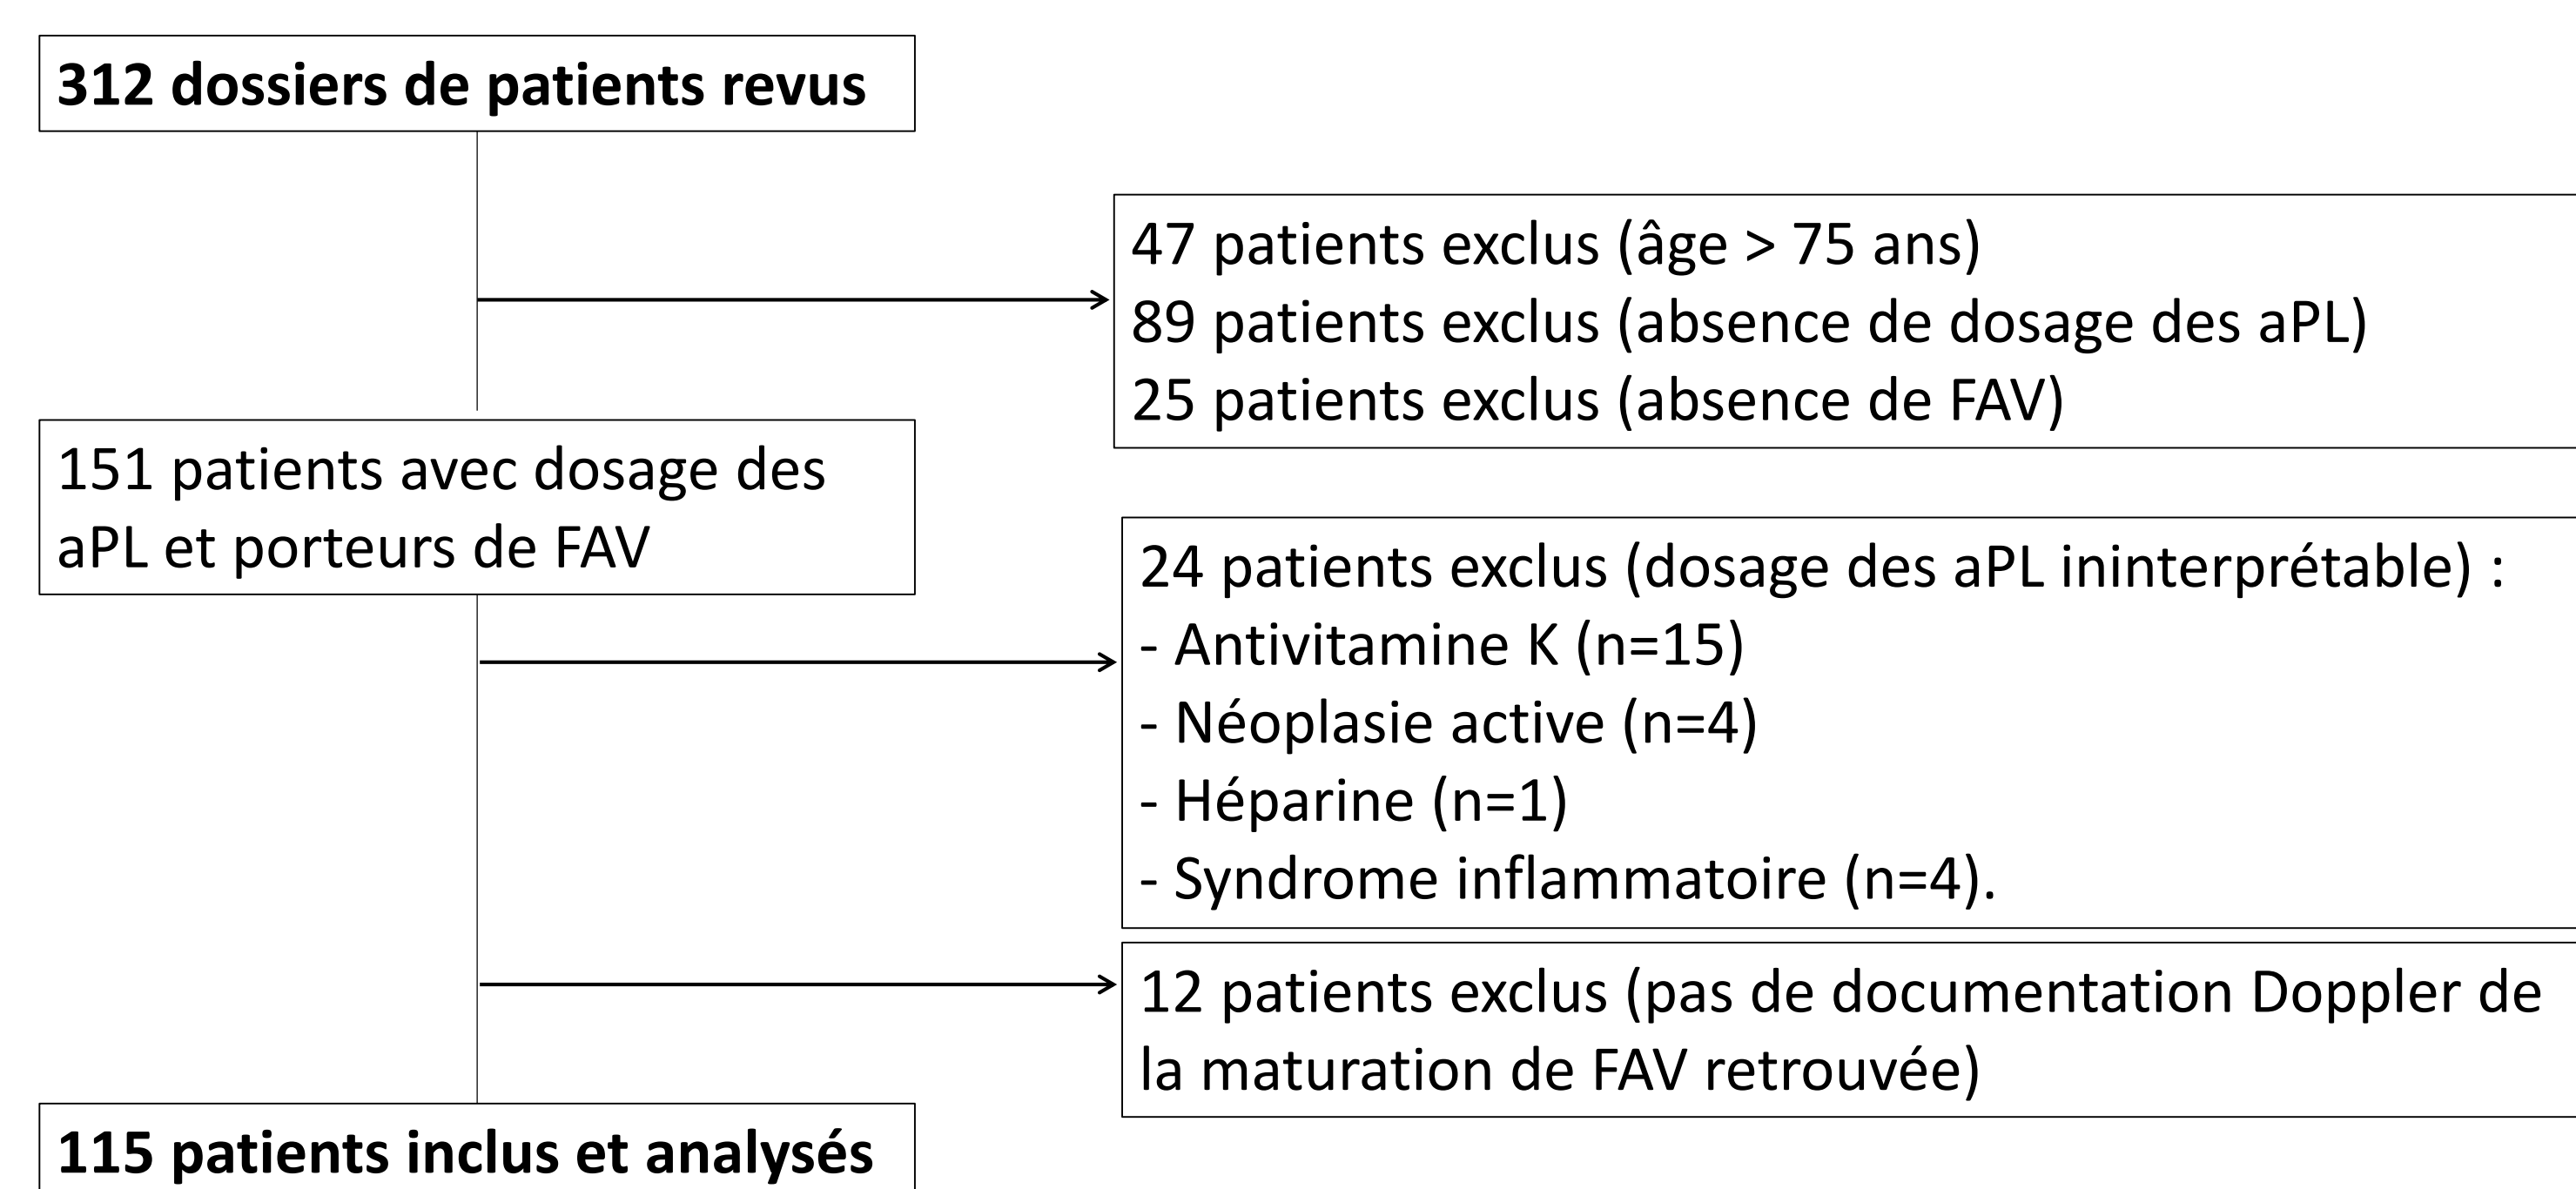 312 dossiers de patients revus
47 patients exclus (âge > 75 ans)
89 patients exclus (absence de dosage des aPL)
25 patients exclus (absence de FAV)
151 patients avec dosage des
aPL et porteurs de FAV
24 patients exclus (dosage des aPL ininterprétable) :
- Antivitamine K (n=15)
- Néoplasie active (n=4)
- Héparine (n=1)
- Syndrome inflammatoire (n=4).
12 patients exclus (pas de documentation Doppler de
la maturation de FAV retrouvée)
115 patients inclus et analysés